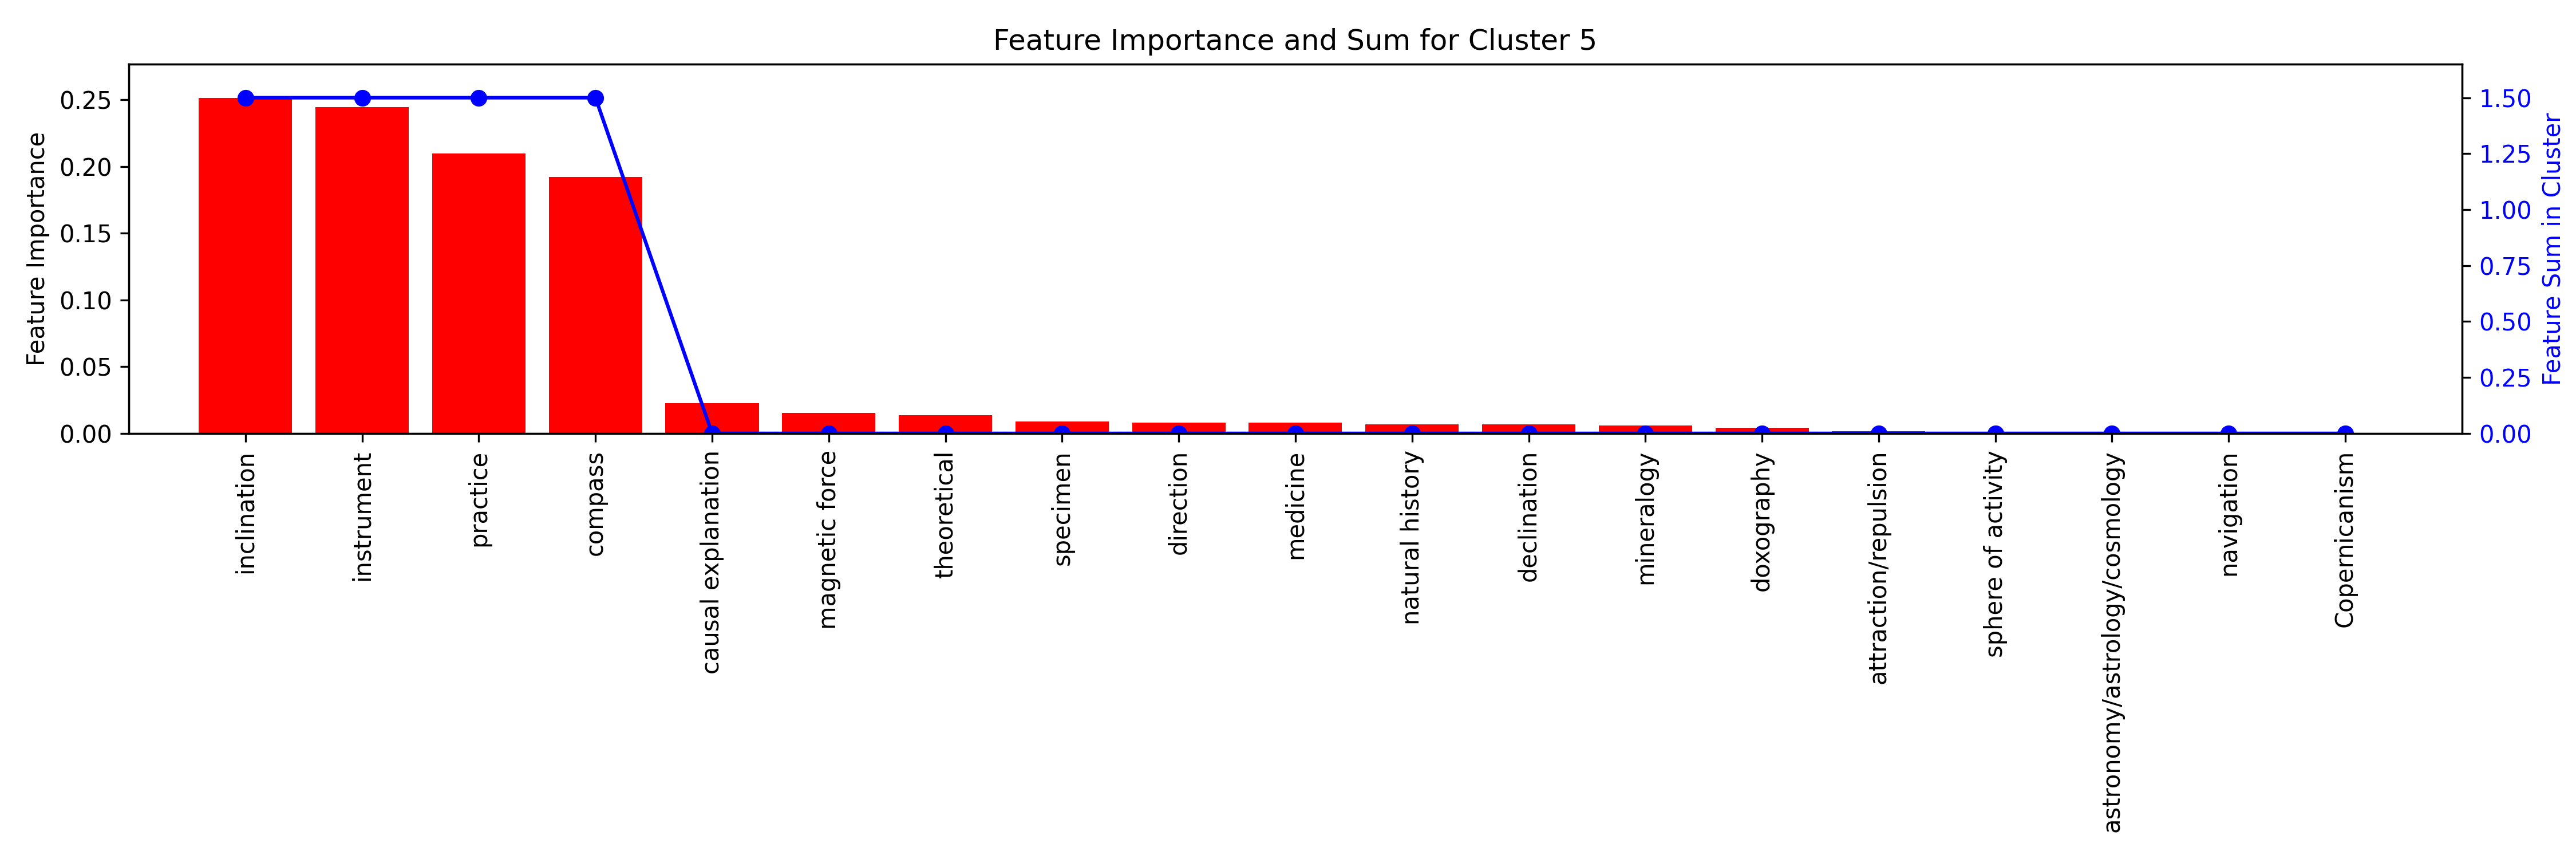 Feature Importance and Sum for Cluster 5
Feature Importance
0.25
0.20
0.15
0.10
0.05
0.00
1.50
1.25
1.00
0.75
0.50
0.25
0.00
Feature Sum in Cluster
inclination
instrument
practice
compass
causal explanation
magnetic force
theoretical
specimen
direction
medicine
natural history
declination
mineralogy
doxography
attraction/repulsion
sphere of activity
astronomy/astrology/cosmology
navigation
Copernicanism